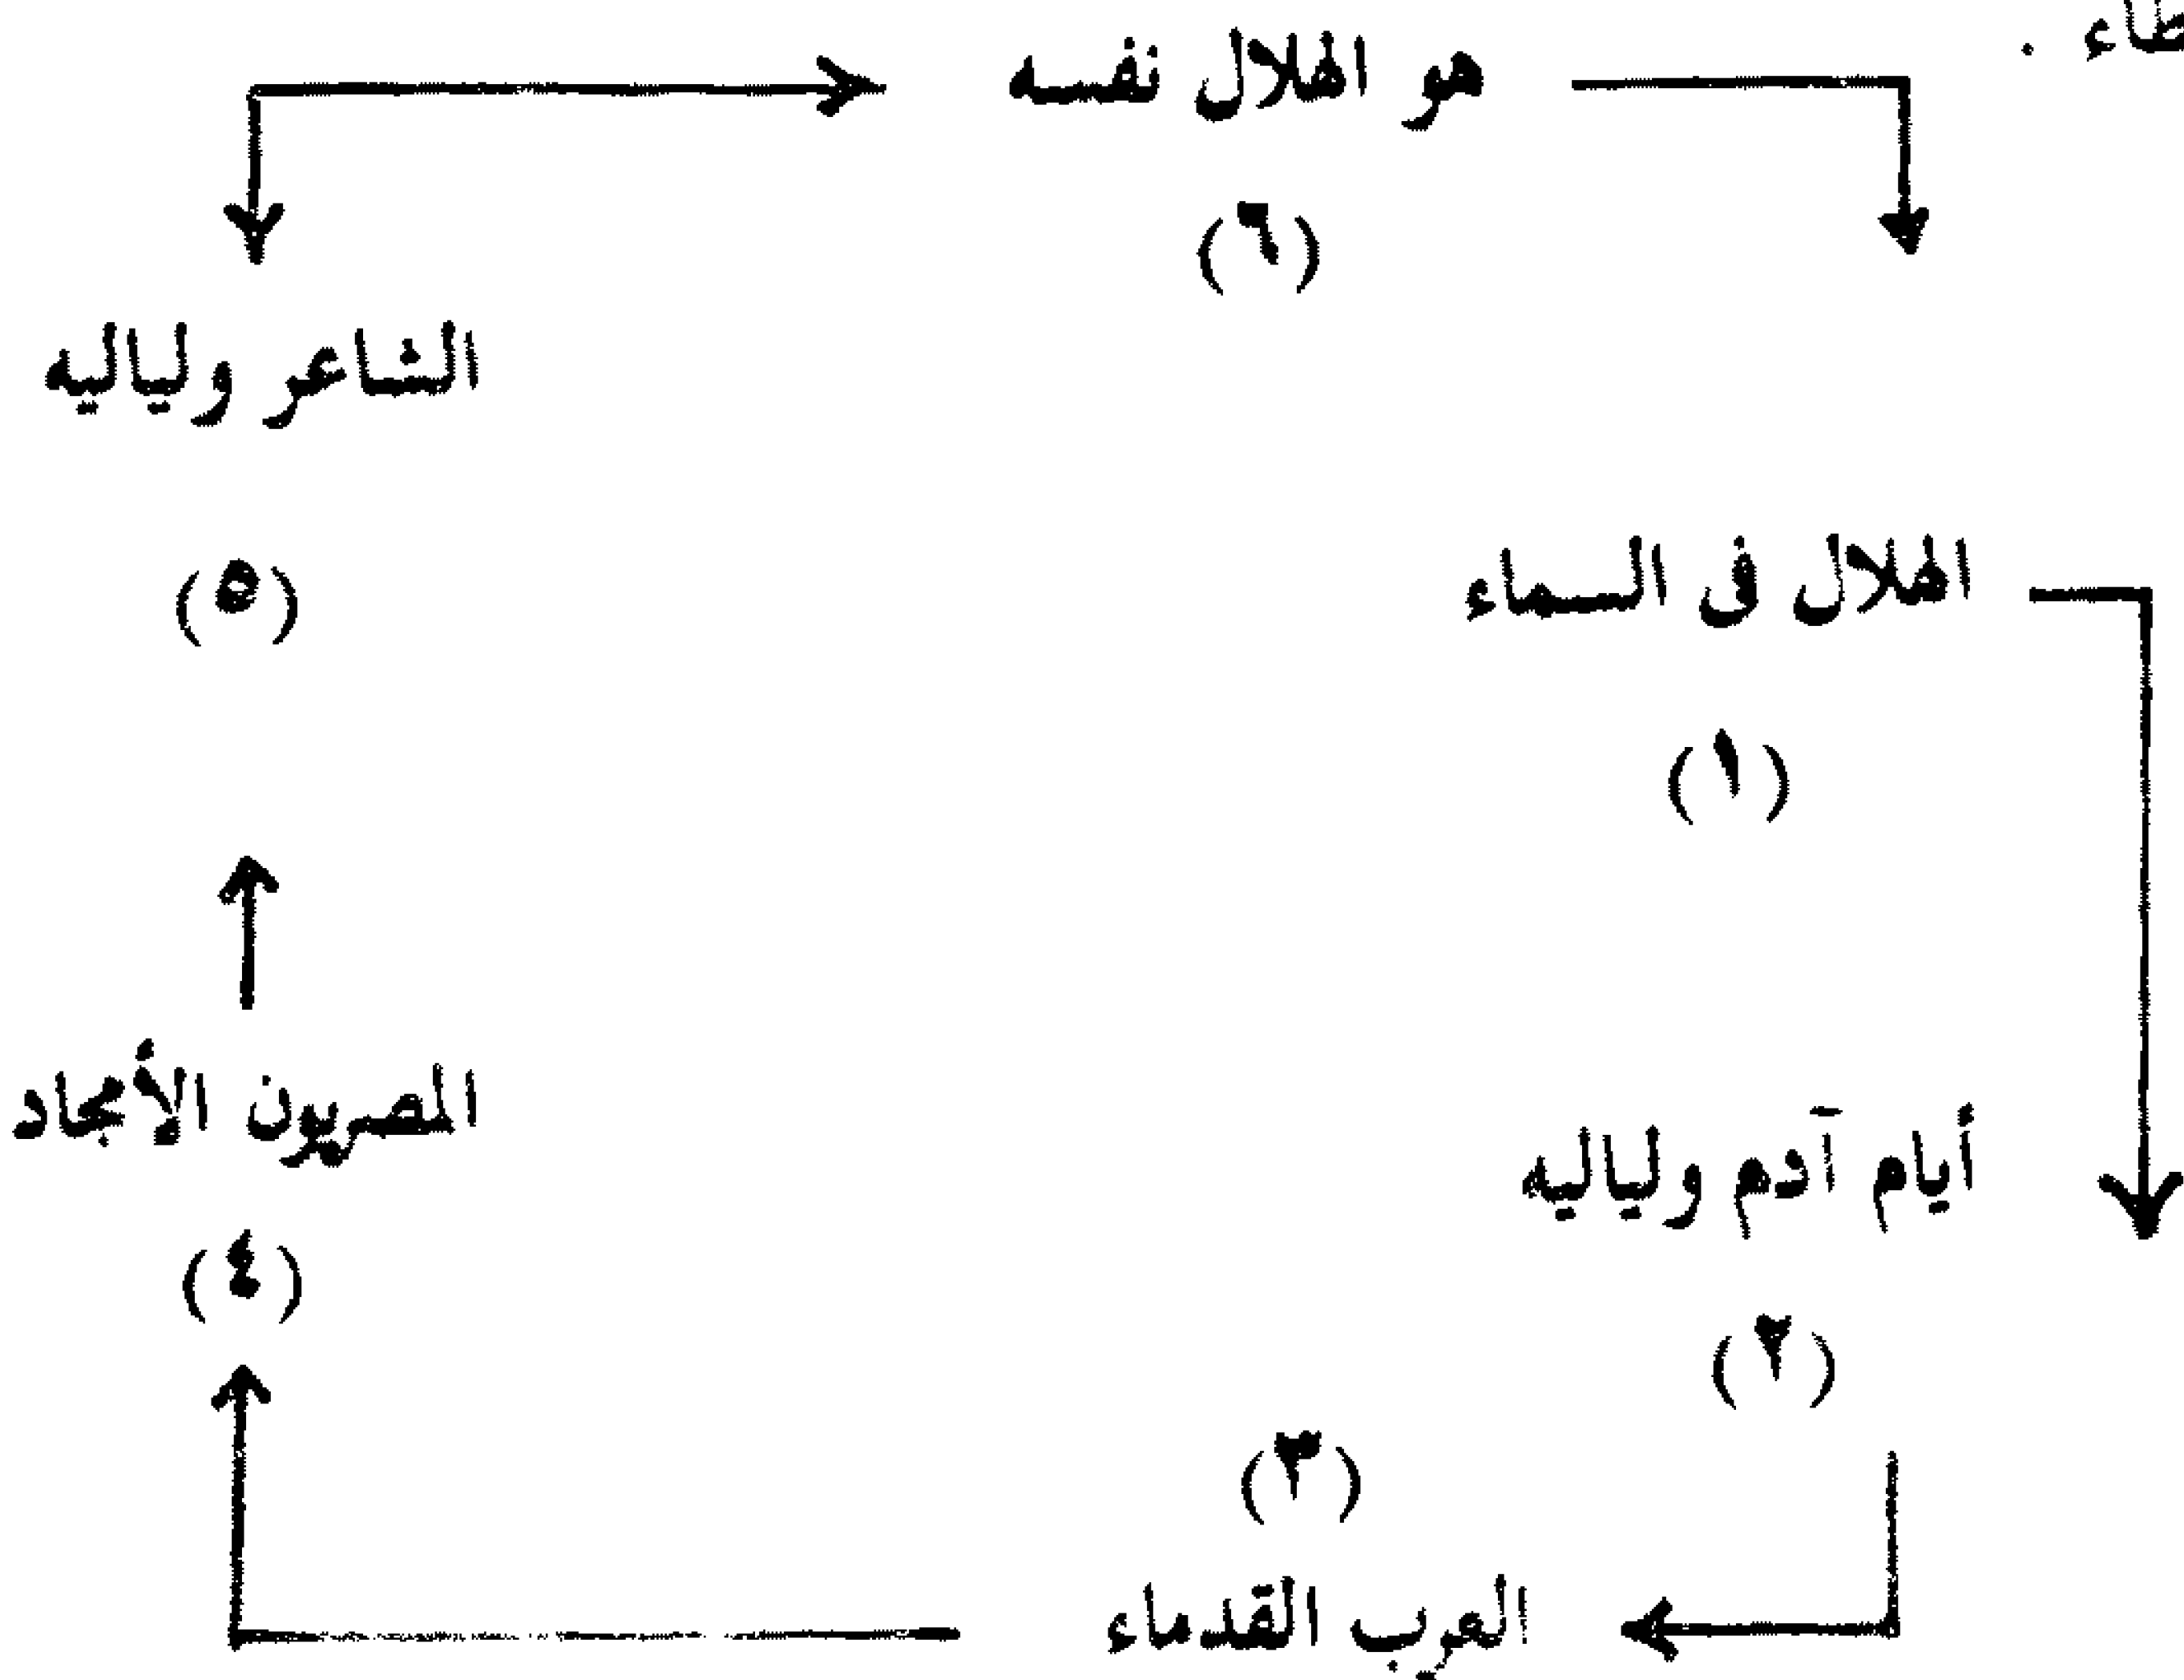 هو الهلال نفسه
(٦)
الشاعر ولياليه
(٥)
الهلال فى السماء
(١)
المصريون الأمجاد
(٤)
أيام آدم ولياليه
(٢)
(٣)
العرب القدماء